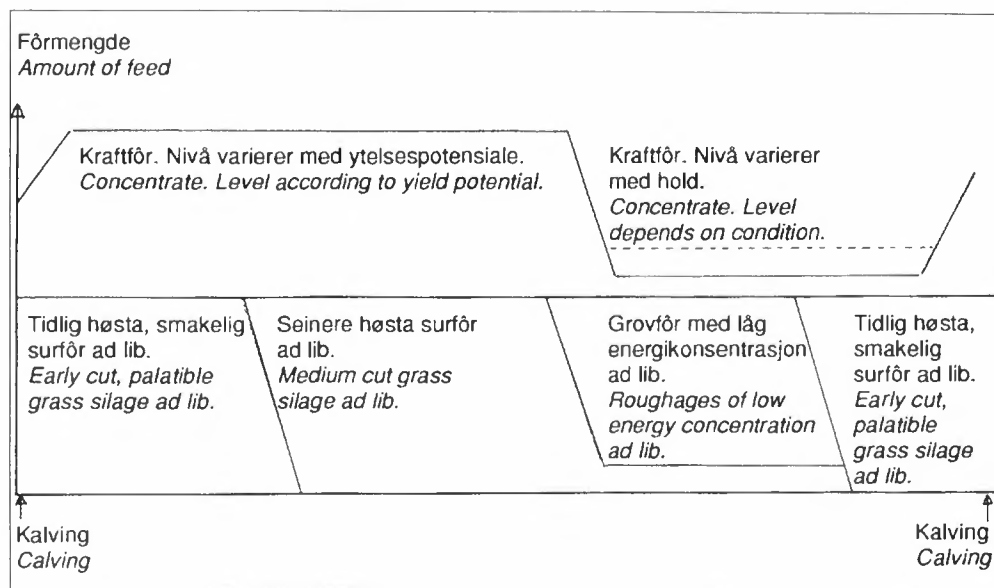 Fôrmengde
Amount of feed
Kraftfôr. Nivå varierer med ytelsespotensiale.
Concentrate. Level according to yield potential.
Kraftfôr. Nivå varierer
med hold.
Concentrate. Level
depends on condition.
Tidlig høsta, smakelig
surfôr ad lib.
Early cut, palatible
grass silage ad lib.
Seinere høsta surfôr
ad lib.
Medium cut grass
silage ad lib.
Grovfôr med låg
energikonsentrasjon
ad lib.
Roughages of low
energy concentration
ad lib.
Tidlig høsta,
smakelig
surfôr ad lib.
Early cut,
palatible
grass silage
ad lib.
Kalving
Calving
Kalving
Calving